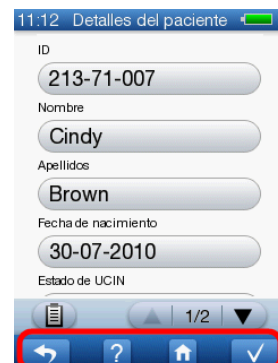 11:12 Detalles del paciente
ID
213-71-007
Nombre
Cindy
Apellidos
Brown
Fecha de nacimiento
30-07-2010
Estado de UCIN
1/2
?